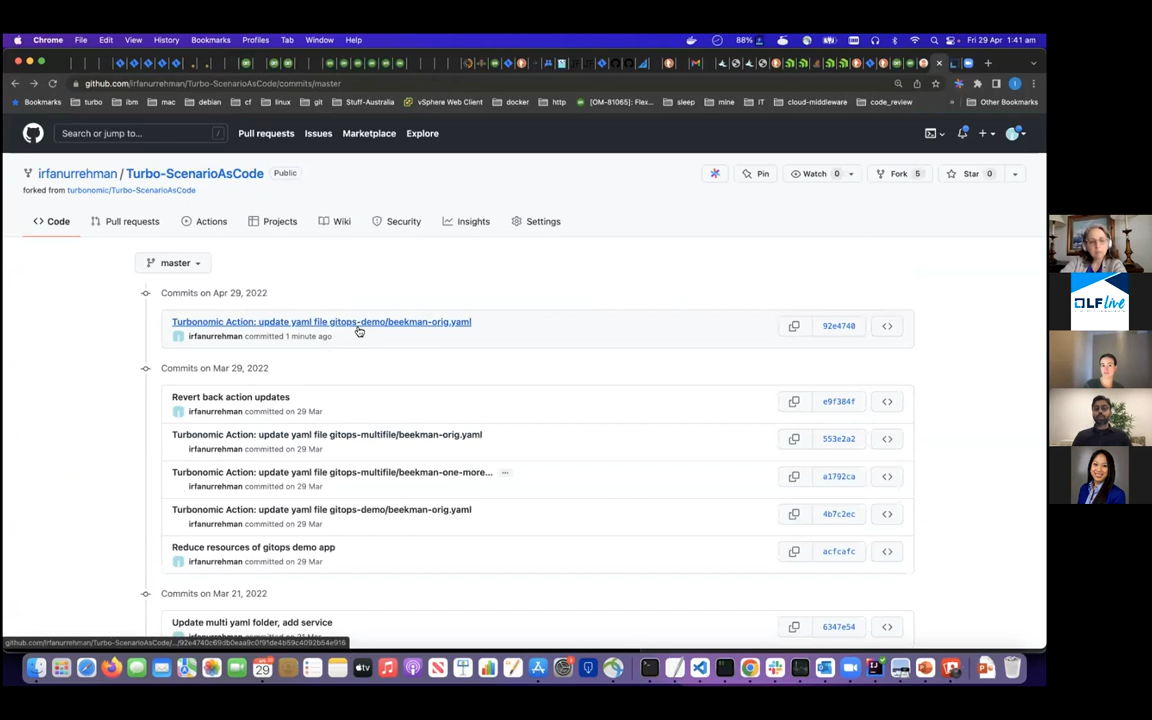 Chrome File Edit View History Bookmarks Profiles Tab Window Help 88% Fri 29 Apr 1:41 am
github.com/irfanurrehman/Turbo-ScenarioAsCode/commits/master
Bookmarks turbo ibm mac debian cf linux git Stuff-Australia vSphere Web Client docker http [OM-81065]: Flex... sleep mine IT cloud-middleware code_review » Other Bookmarks
Search or jump to... / Pull requests Issues Marketplace Explore
irfanurrehman / Turbo-ScenarioAsCode Public Pin Watch 0 Fork 5 Star 0
forked from turbonomic/Turbo-ScenarioAsCode
Code Pull requests Actions Projects Wiki Security Insights Settings
master
Commits on Apr 29, 2022
Turbonomic Action: update yaml file gitops-demo/beekman-orig.yaml 92e4740
irfanurrehman committed 1 minute ago
Commits on Mar 29, 2022
Revert back action updates e9f384f
irfanurrehman committed on 29 Mar
Turbonomic Action: update yaml file gitops-multifile/beekman-orig.yaml 553e2a2
irfanurrehman committed on 29 Mar
Turbonomic Action: update yaml file gitops-multifile/beekman-one-more... a1792ca
irfanurrehman committed on 29 Mar
Turbonomic Action: update yaml file gitops-demo/beekman-orig.yaml 4b7c2ec
irfanurrehman committed on 29 Mar
Reduce resources of gitops demo app acfcafc
irfanurrehman committed on 29 Mar
Commits on Mar 21, 2022
Update multi yaml folder, add service 6347e54
LF Live